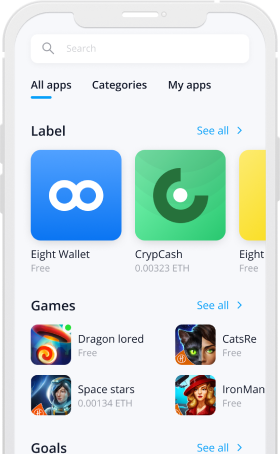 Search
All apps Categories My apps
Label See all
Eight Wallet CrypCash Eight
Free 0.00323 ETH Free
Games See all
Dragon lored CatsRe
Free Free
Space stars IronMan
0.00134 ETH Free
Goals See all